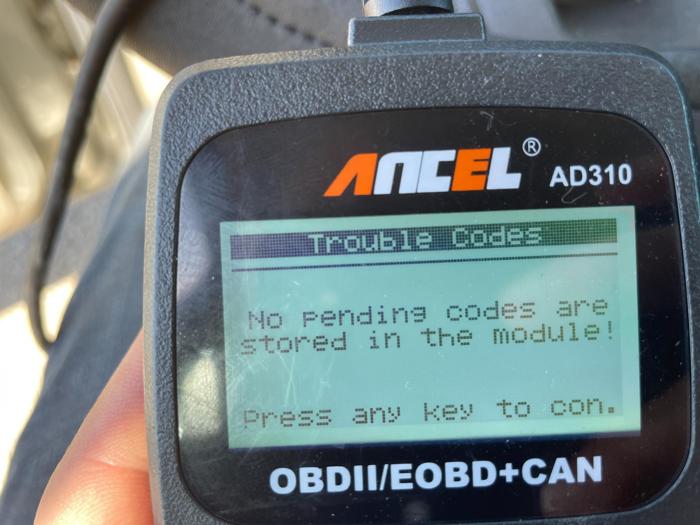 ANCEL®
AD310
Trouble Codes
No pending codes are
stored in the module!
Press any key to con.
OBDII/EOBD+CAN